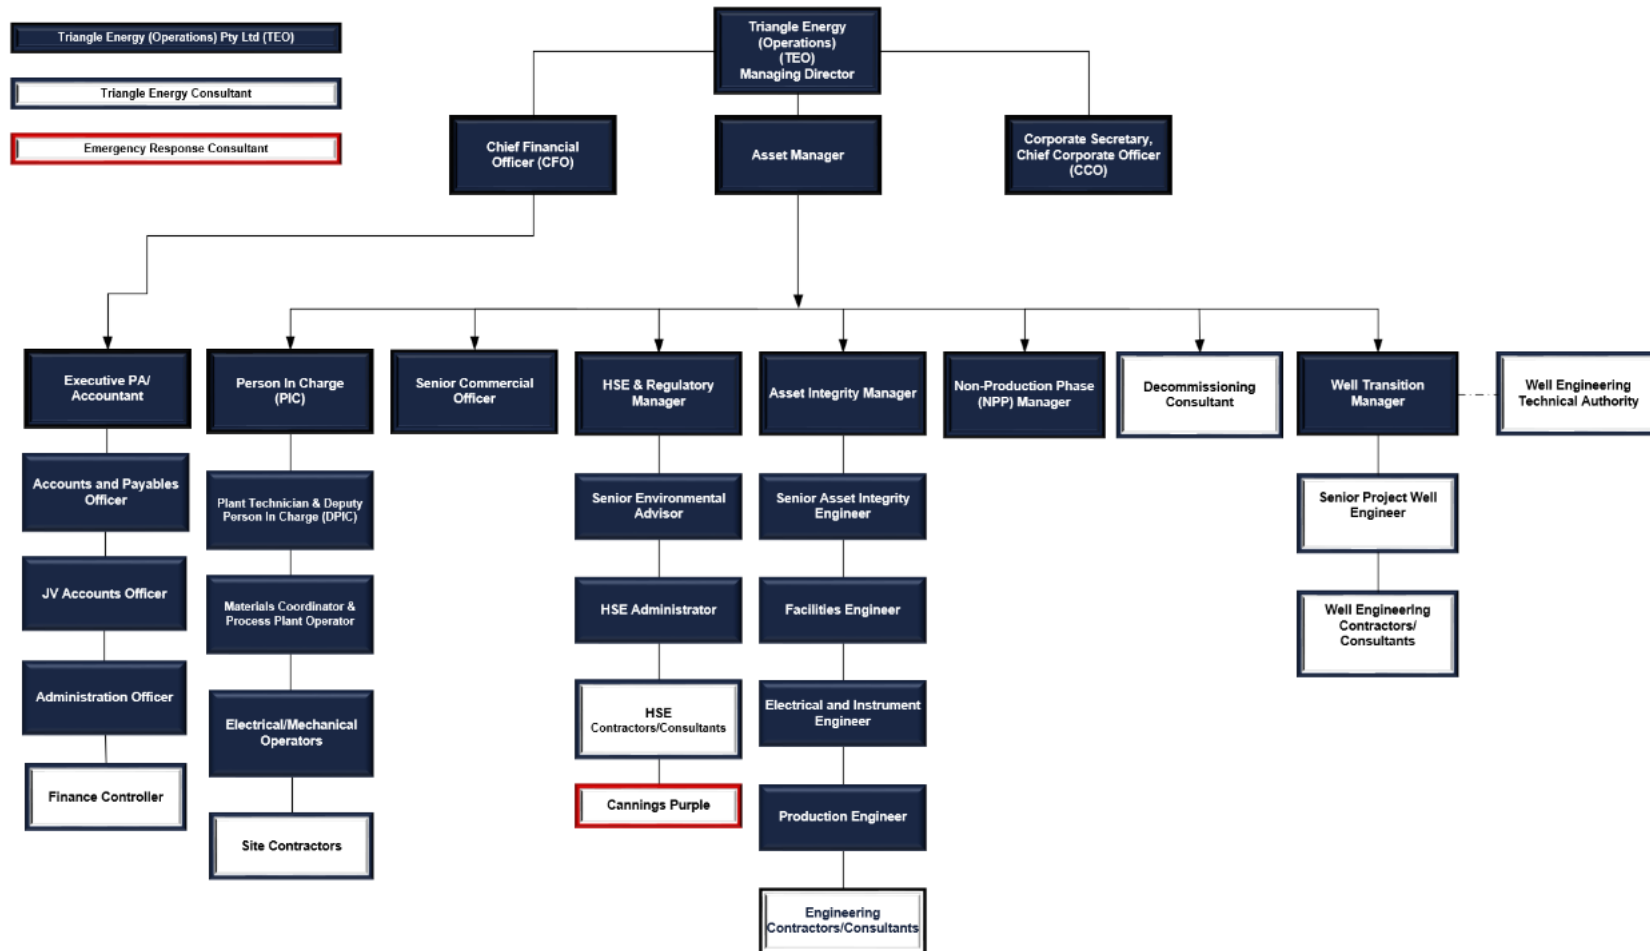 Triangle Energy (Operations) Pty Ltd (TEO)
Triangle Energy Consultant
Emergency Response Consultant
Triangle Energy
(Operations)
(TEO)
Managing Director
Chief Financial
Officer (CFO)
Asset Manager
Corporate Secretary,
Chief Corporate Officer
(CCO)
Executive PA/
Accountant
Person In Charge
(PIC)
Senior Commercial
Officer
HSE & Regulatory
Manager
Asset Integrity Manager
Non-Production Phase
(NPP) Manager
Decommissioning
Consultant
Well Transition
Manager
Well Engineering
Technical Authority
Accounts and Payables
Officer
Plant Technician & Deputy
Person In Charge (DPIC)
Senior Environmental
Advisor
Senior Asset Integrity
Engineer
Senior Project Well
Engineer
JV Accounts Officer
Materials Coordinator &
Process Plant Operator
HSE Administrator
Facilities Engineer
Well Engineering
Contractors/
Consultants
Administration Officer
Electrical/Mechanical
Operators
HSE
Contractors/Consultants
Electrical and Instrument
Engineer
Finance Controller
Site Contractors
Cannings Purple
Production Engineer
Engineering
Contractors/Consultants